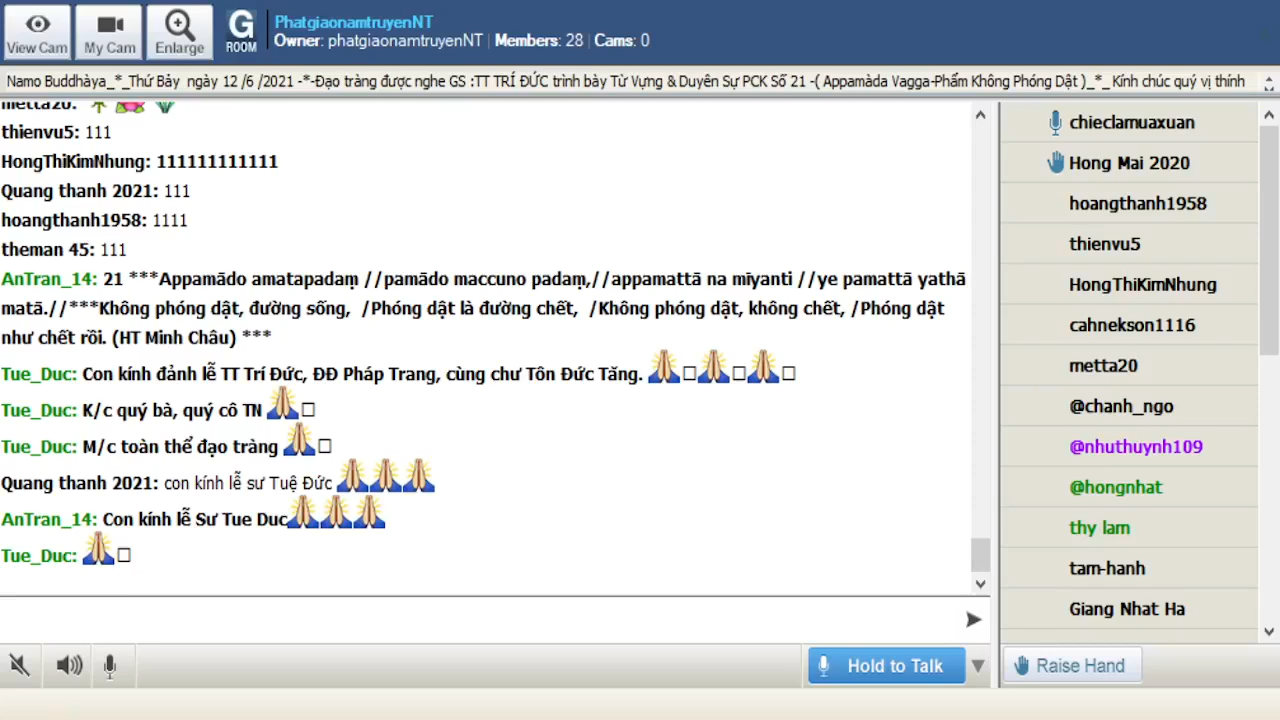 View Cam
My Cam
Enlarge
G
ROOM
PhatgiaonamtruyenNT
Owner: phatgiaonamtruyenNT | Members: 28 | Cams: 0
Namo Buddhàya_*_Thứ Bảy ngày 12 /6 /2021 -*-Đạo tràng được nghe GS :TT TRÍ ĐỨC trình bày Từ Vựng & Duyên Sự PCK Số 21 -( Appamàda Vagga-Phẩm Không Phóng Dật )_*_ Kính chúc quý vị thính
metta20:
thienvu5: 111
HongThiKimNhung: 111111111111
Quang thanh 2021: 111
hoangthanh1958: 1111
theman 45: 111
AnTran_14: 21 ***Appamādo amatapadaṃ //pamādo maccuno padaṃ,//appamattā na mīyanti //ye pamattā yathā
matā.//***Không phóng dật, đường sống, /Phóng dật là đường chết, /Không phóng dật, không chết, /Phóng dật
như chết rồi. (HT Minh Châu) ***
Tue_Duc: Con kính đảnh lễ TT Trí Đức, ĐĐ Pháp Trang, cùng chư Tôn Đức Tăng. 🙏□🙏□🙏□
Tue_Duc: K/c quý bà, quý cô TN 🙏□
Tue_Duc: M/c toàn thể đạo tràng 🙏□
Quang thanh 2021: con kính lễ sư Tuệ Đức 🙏🙏🙏
AnTran_14: Con kính lễ Sư Tue Duc🙏🙏🙏
Tue_Duc: 🙏□
Hold to Talk
chieclamuaxuan
Hong Mai 2020
hoangthanh1958
thienvu5
HongThiKimNhung
cahnekson1116
metta20
@chanh_ngo
@nhuthuynh109
@hongnhat
thy lam
tam-hanh
Giang Nhat Ha
Raise Hand